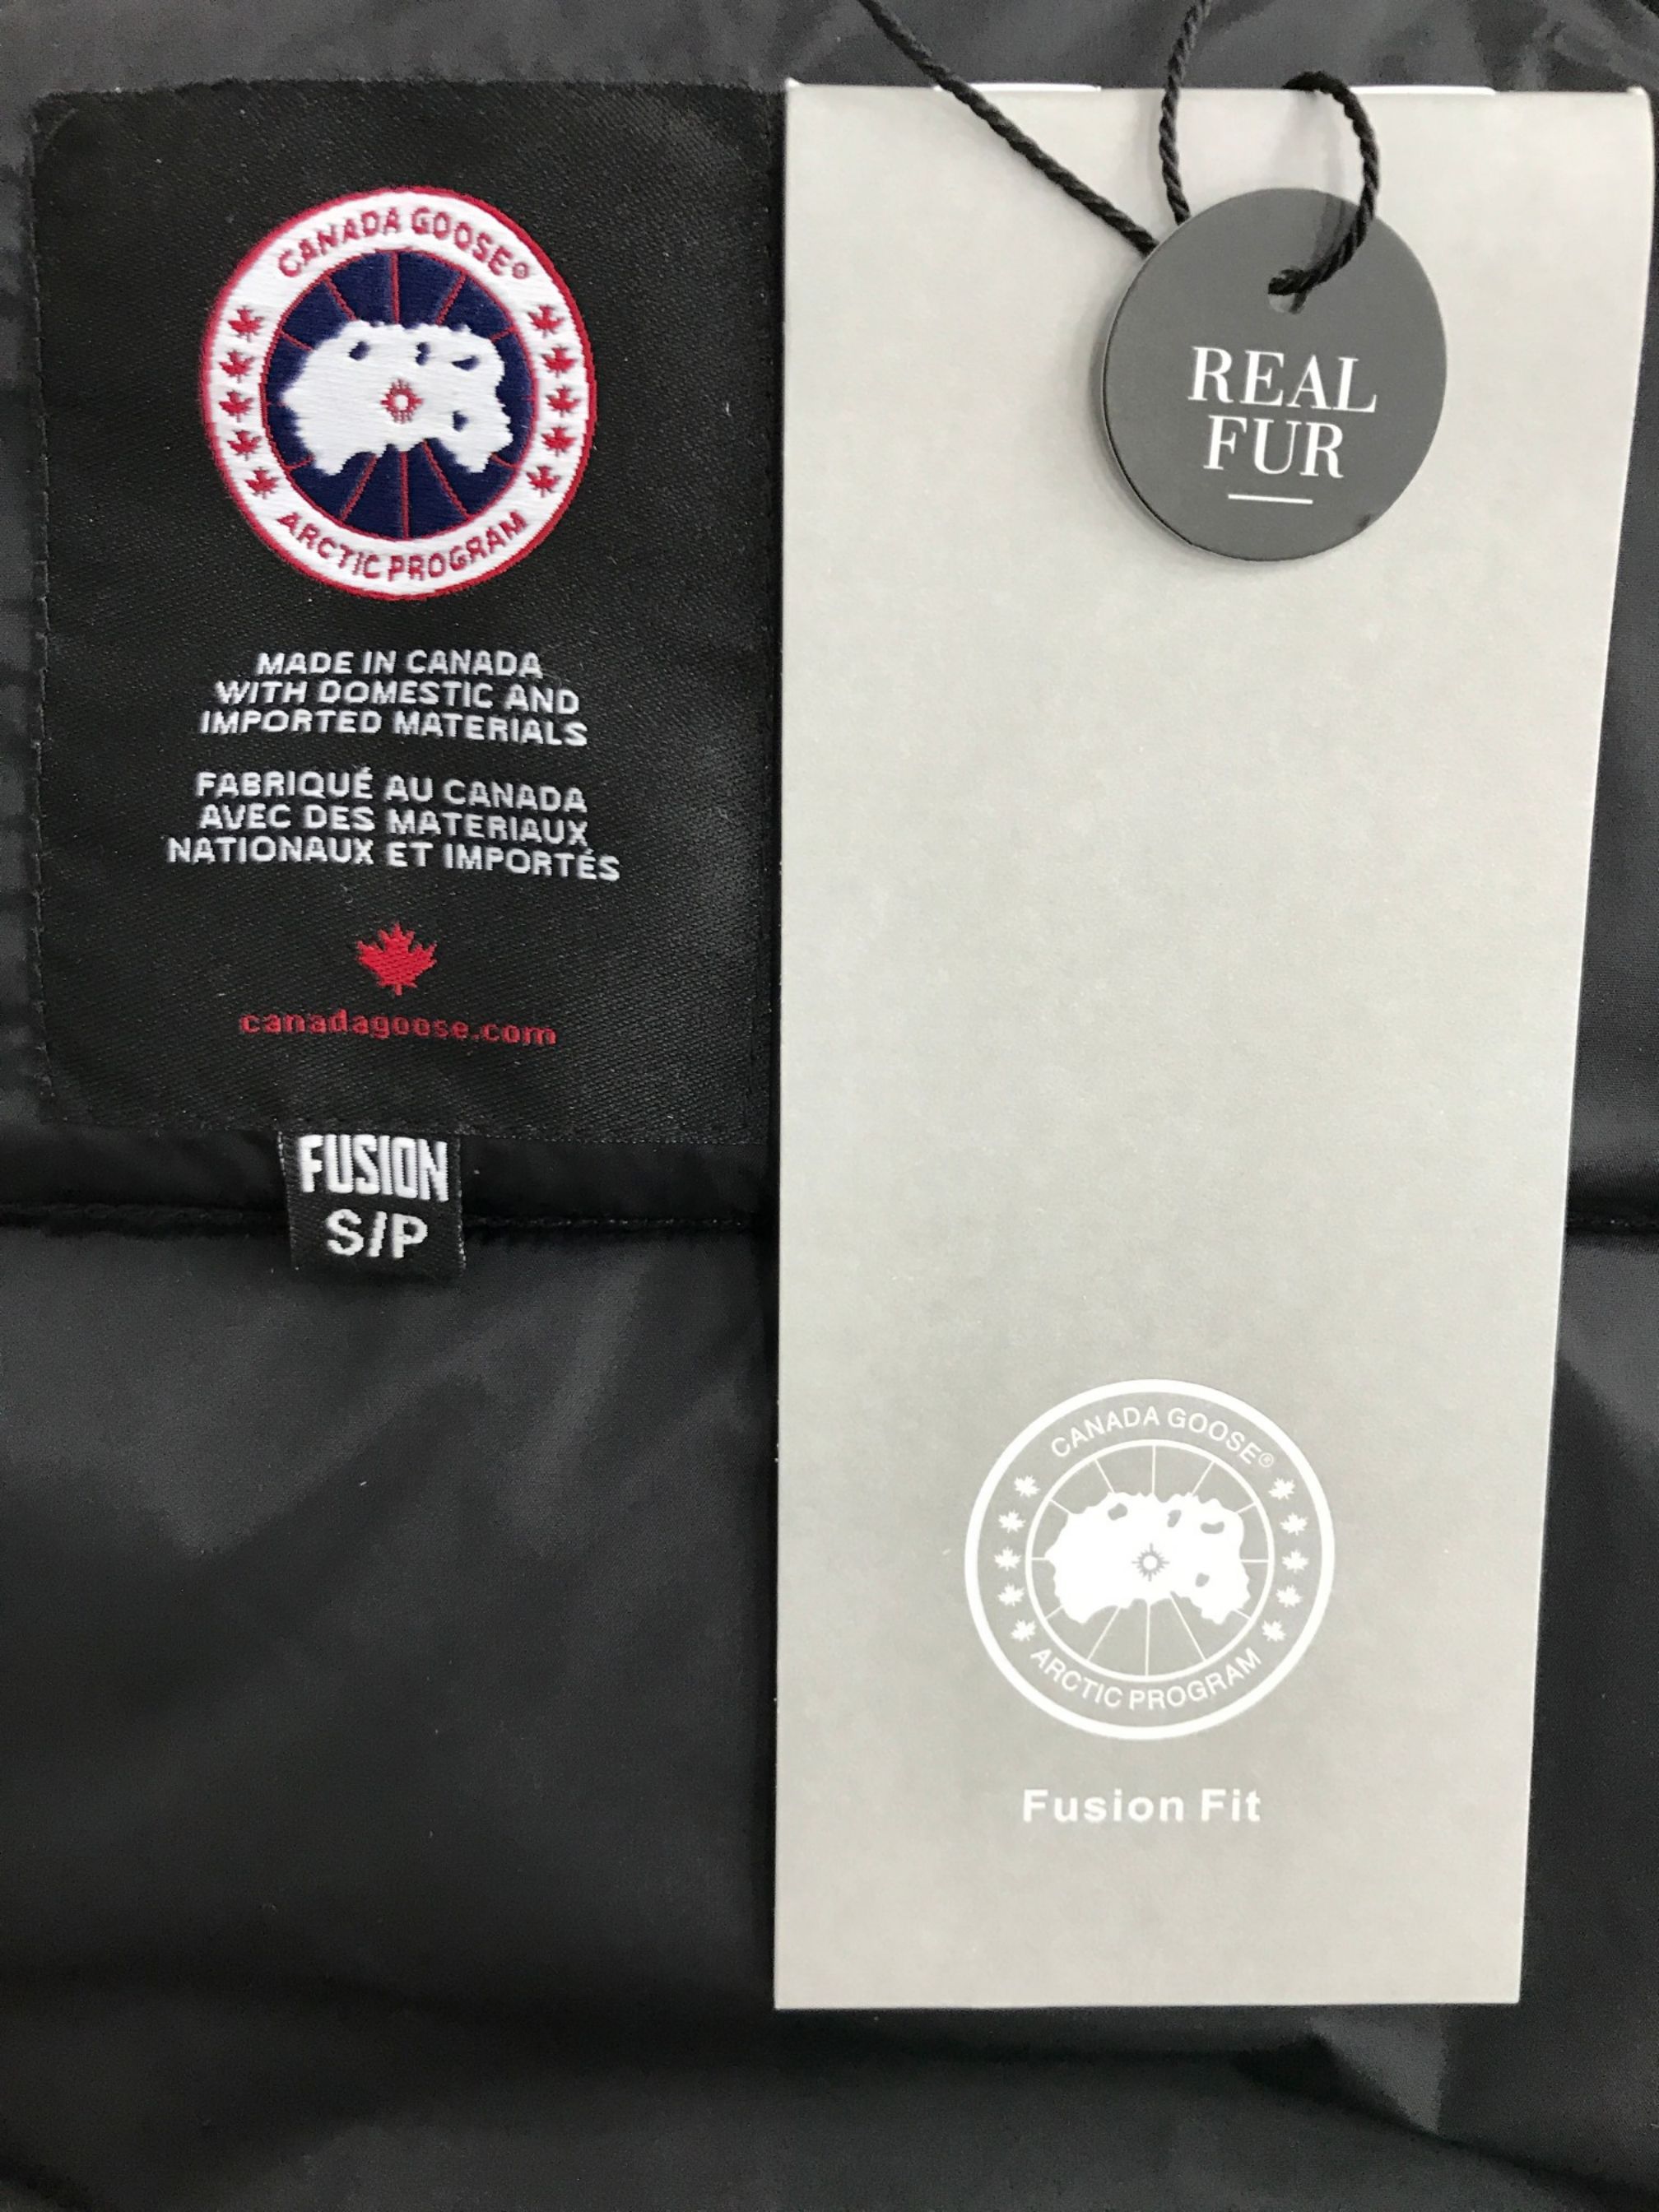 CANADA GOOSE®
ARCTIC PROGRAM
MADE IN CANADA
WITH DOMESTIC AND
IMPORTED MATERIALS
FABRIQUÉ AU CANADA
AVEC DES MATERIAUX
NATIONAUX ET IMPORTÉS
canadagoose.com
FUSION
S/P
REAL
FUR
CANADA GOOSE®
ARCTIC PROGRAM
Fusion Fit